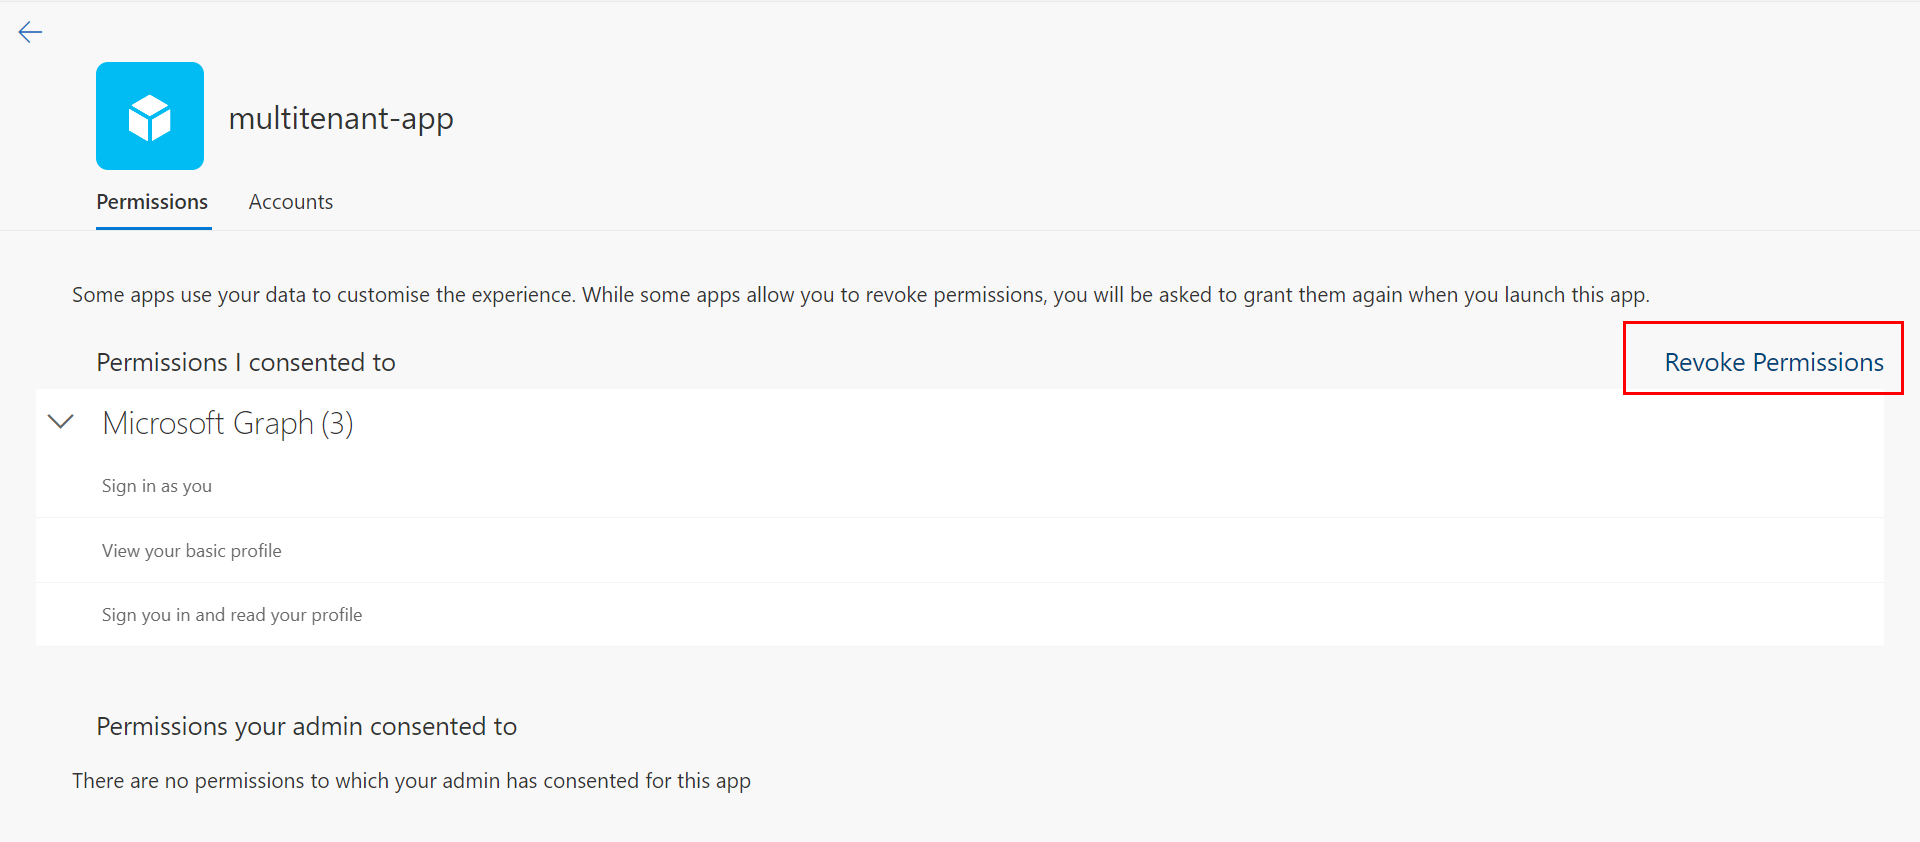 multitenant-app
Permissions
Accounts
Some apps use your data to customise the experience. While some apps allow you to revoke permissions, you will be asked to grant them again when you launch this app.
Permissions I consented to
Revoke Permissions
Microsoft Graph (3)
Sign in as you
View your basic profile
Sign you in and read your profile
Permissions your admin consented to
There are no permissions to which your admin has consented for this app